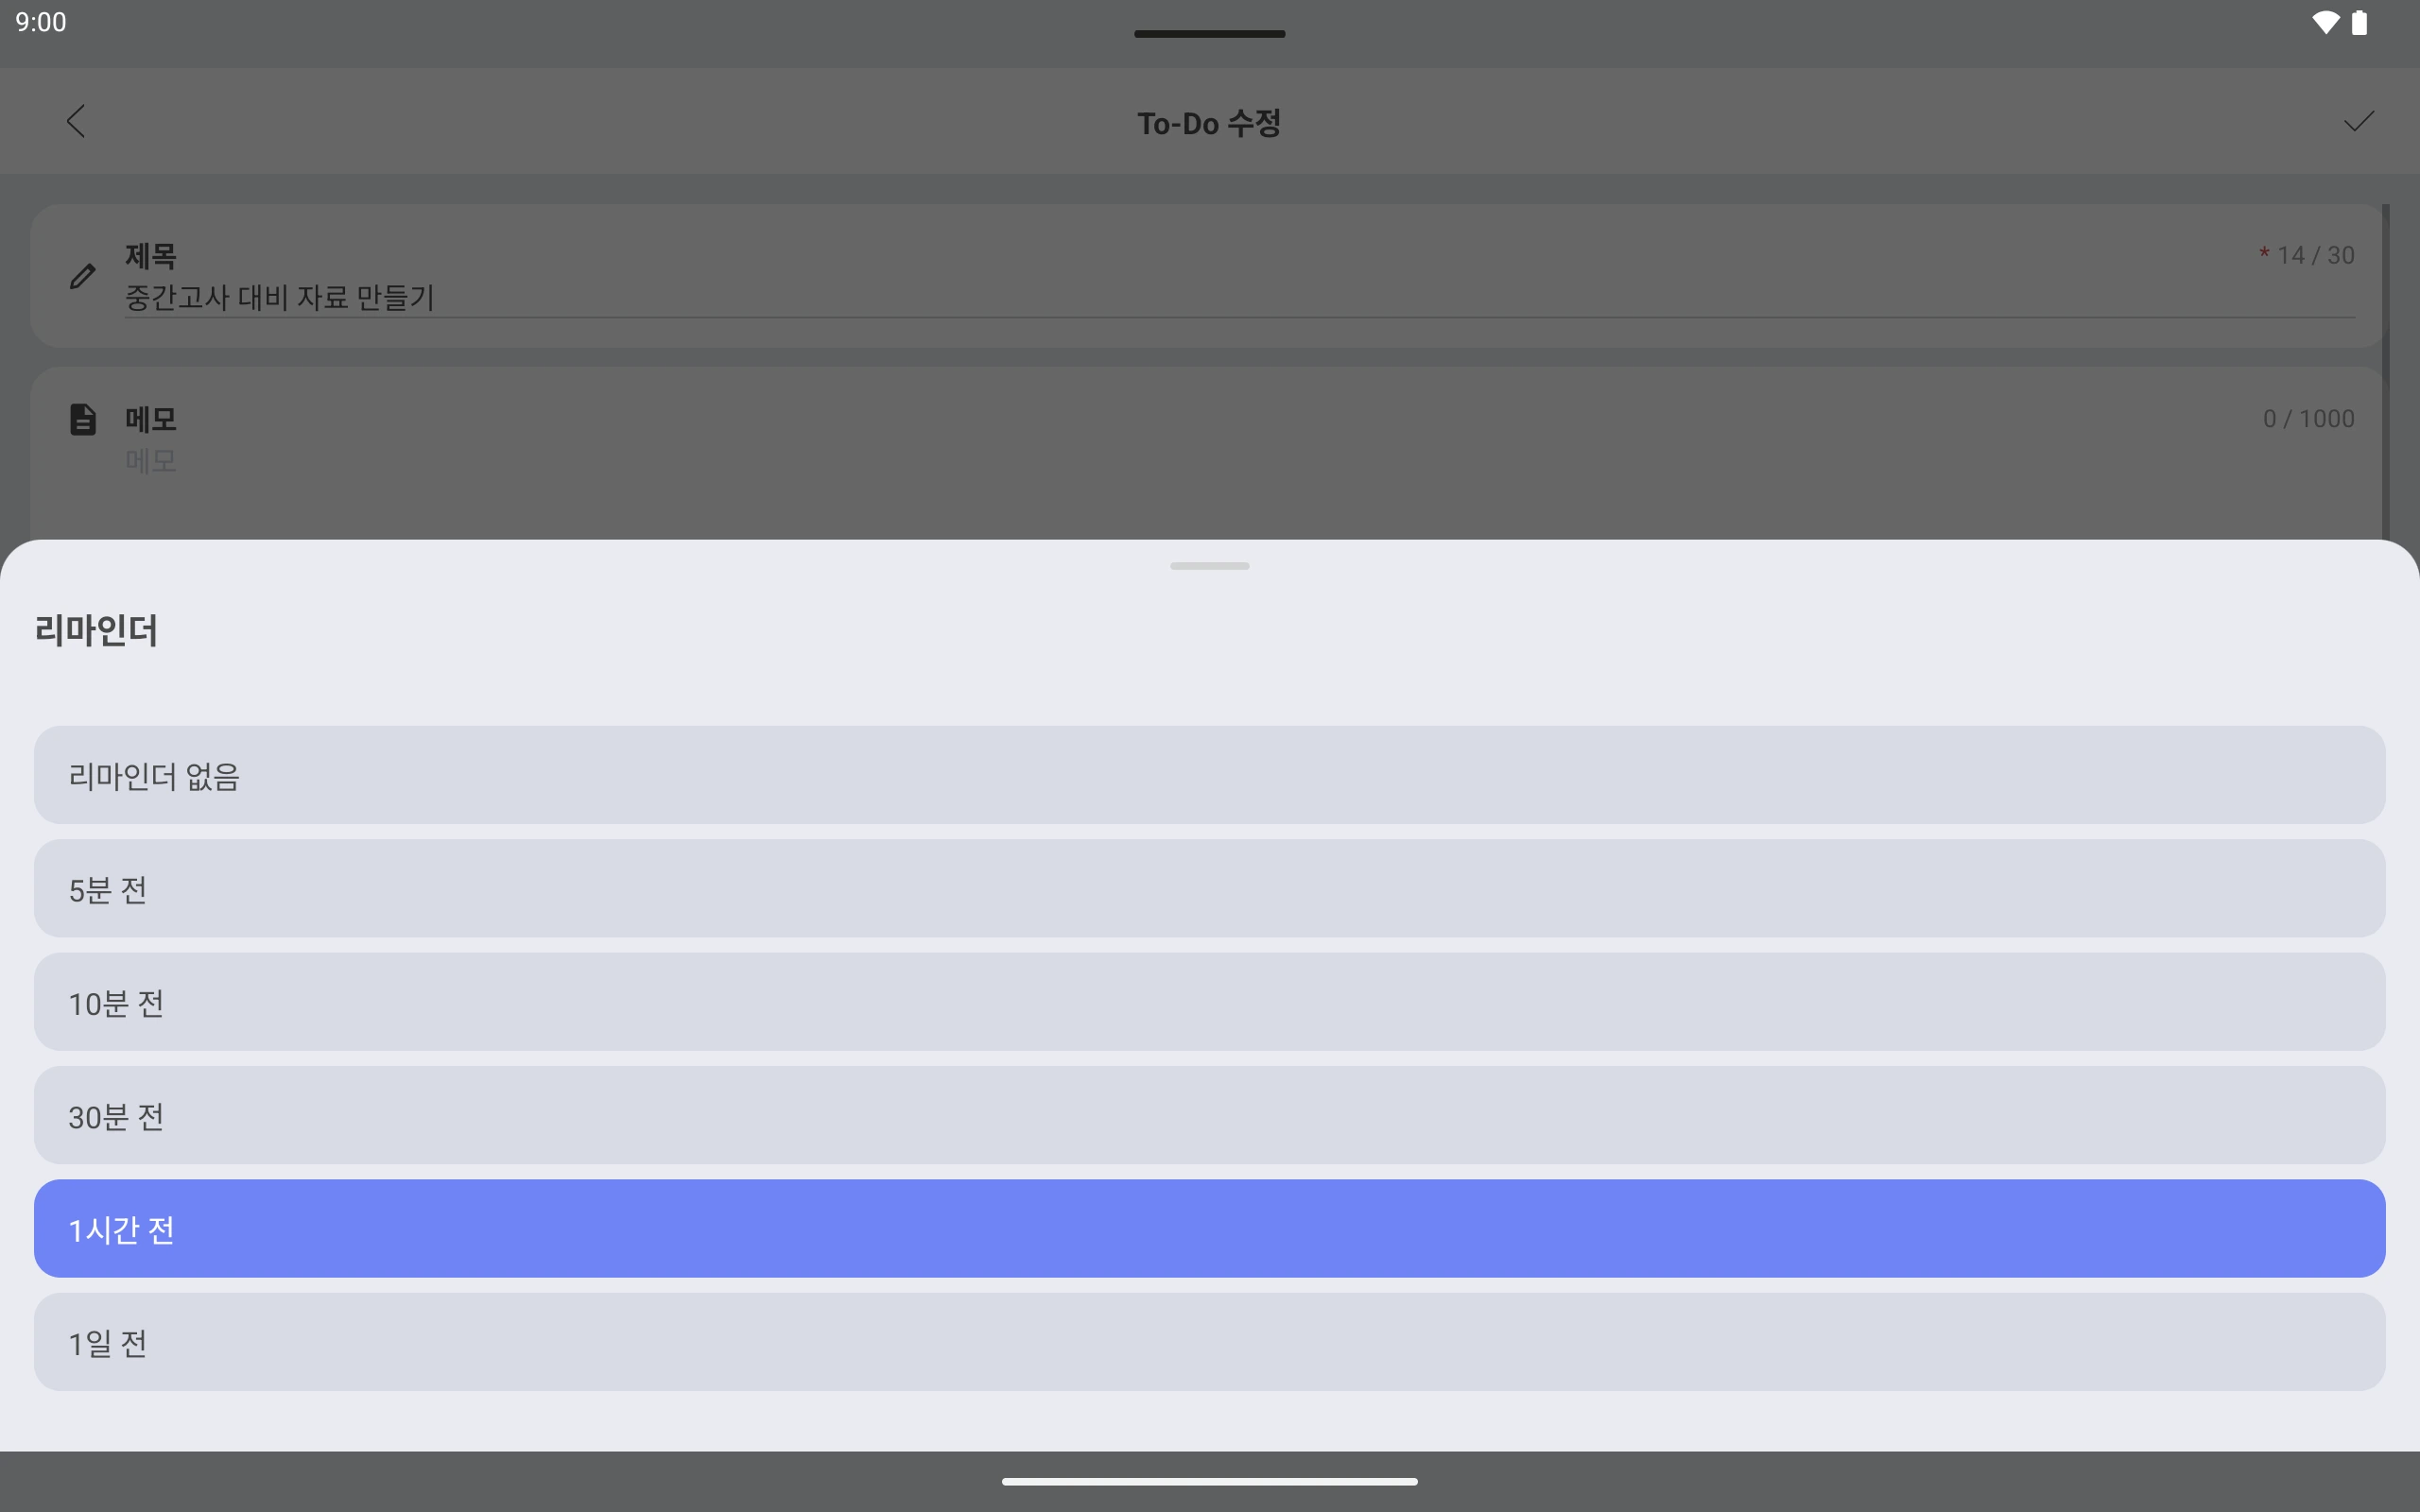 9:00
To-Do 수정
제목
* 14 / 30
중간고사 대비 자료 만들기
메모
0 / 1000
메모
리마인더
리마인더 없음
5분 전
10분 전
30분 전
1시간 전
1일 전